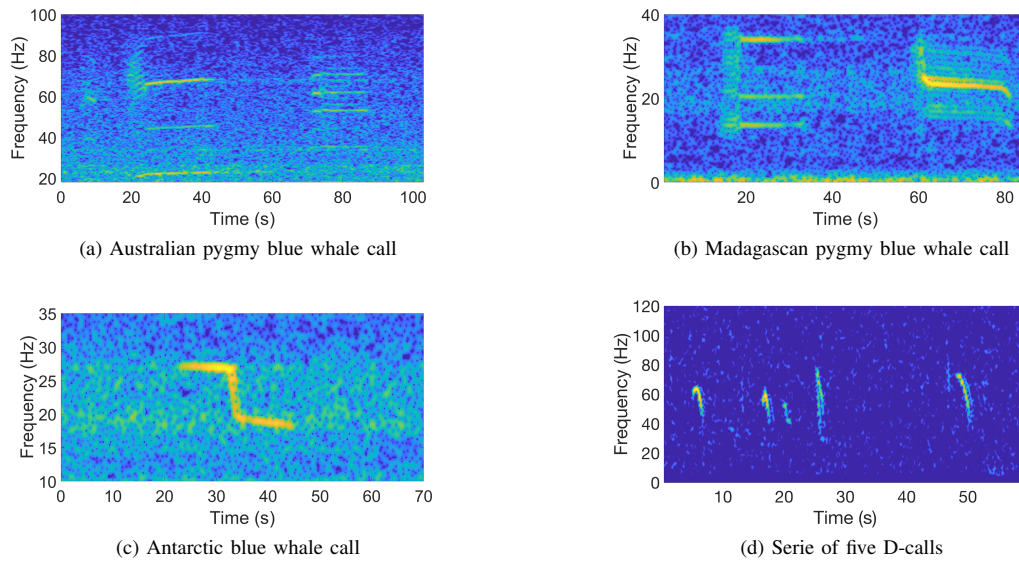 100
80
60
40
20
Frequency (Hz)
0 20 40 60 80 100
Time (s)
(a) Australian pygmy blue whale call
40
20
0
Frequency (Hz)
20 40 60 80
Time (s)
(b) Madagascan pygmy blue whale call
35
30
25
20
15
10
Frequency (Hz)
0 10 20 30 40 50 60 70
Time (s)
(c) Antarctic blue whale call
120
100
80
60
40
20
0
Frequency (Hz)
10 20 30 40 50
Time (s)
(d) Serie of five D-calls